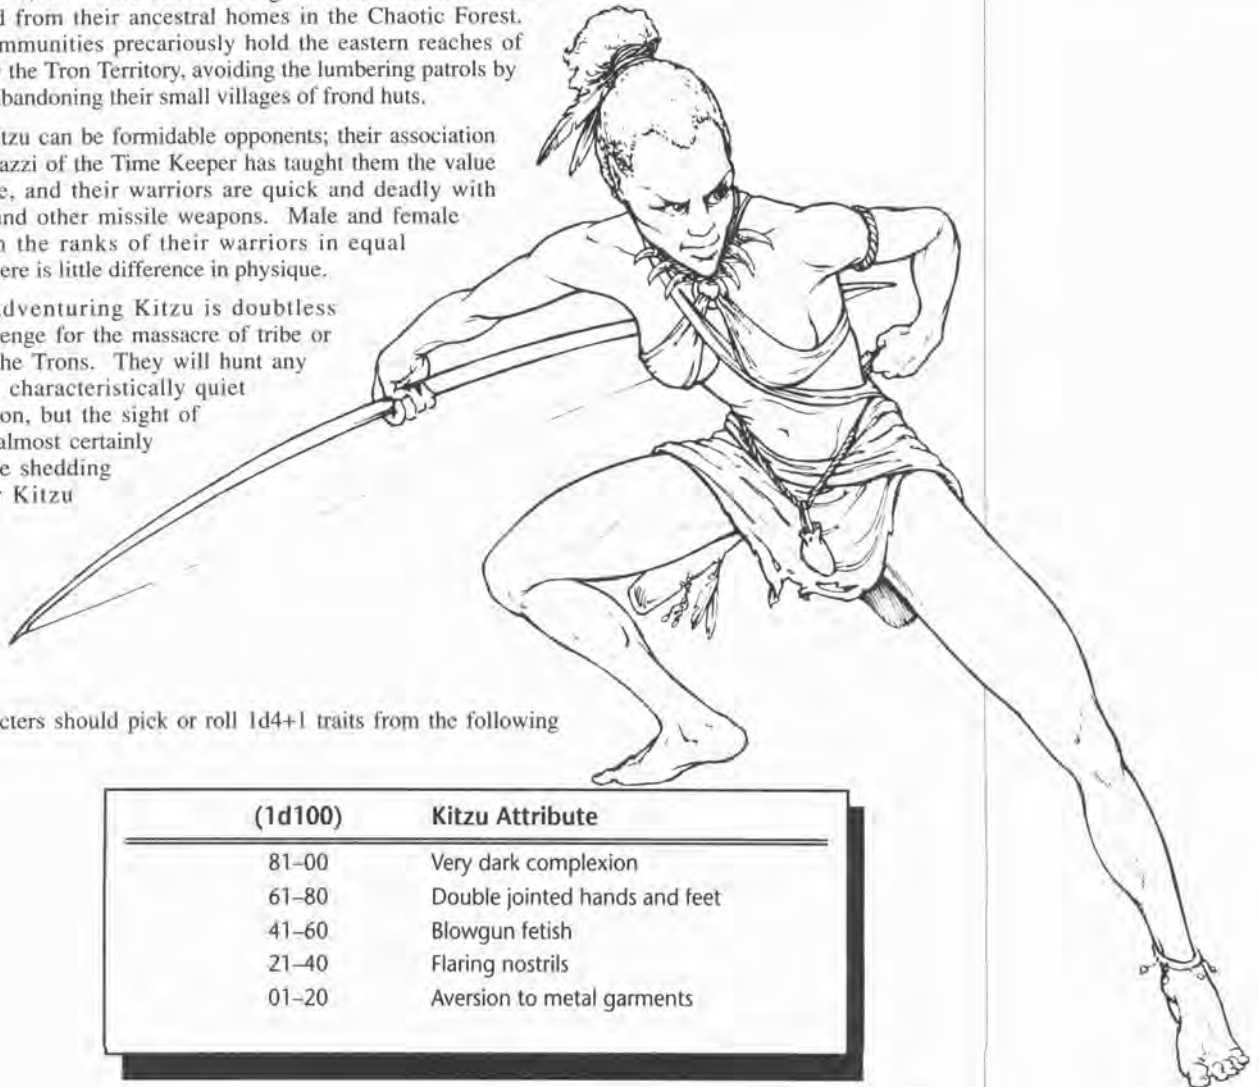 d from their ancestral homes in the Chaotic Forest.
mmunities precariously hold the eastern reaches of
the Tron Territory, avoiding the lumbering patrols by
bandoning their small villages of frond huts.
tzu can be formidable opponents; their association
azzi of the Time Keeper has taught them the value
e, and their warriors are quick and deadly with
and other missile weapons. Male and female
n the ranks of their warriors in equal
ere is little difference in physique.
dventuring Kitzu is doubtless
enge for the massacre of tribe or
he Trons. They will hunt any
characteristically quiet
on, but the sight of
almost certainly
e shedding
Kitzu
cters should pick or roll 1d4+1 traits from the following
(1d100) Kitzu Attribute
81–00 Very dark complexion
61–80 Double jointed hands and feet
41–60 Blowgun fetish
21–40 Flaring nostrils
01–20 Aversion to metal garments